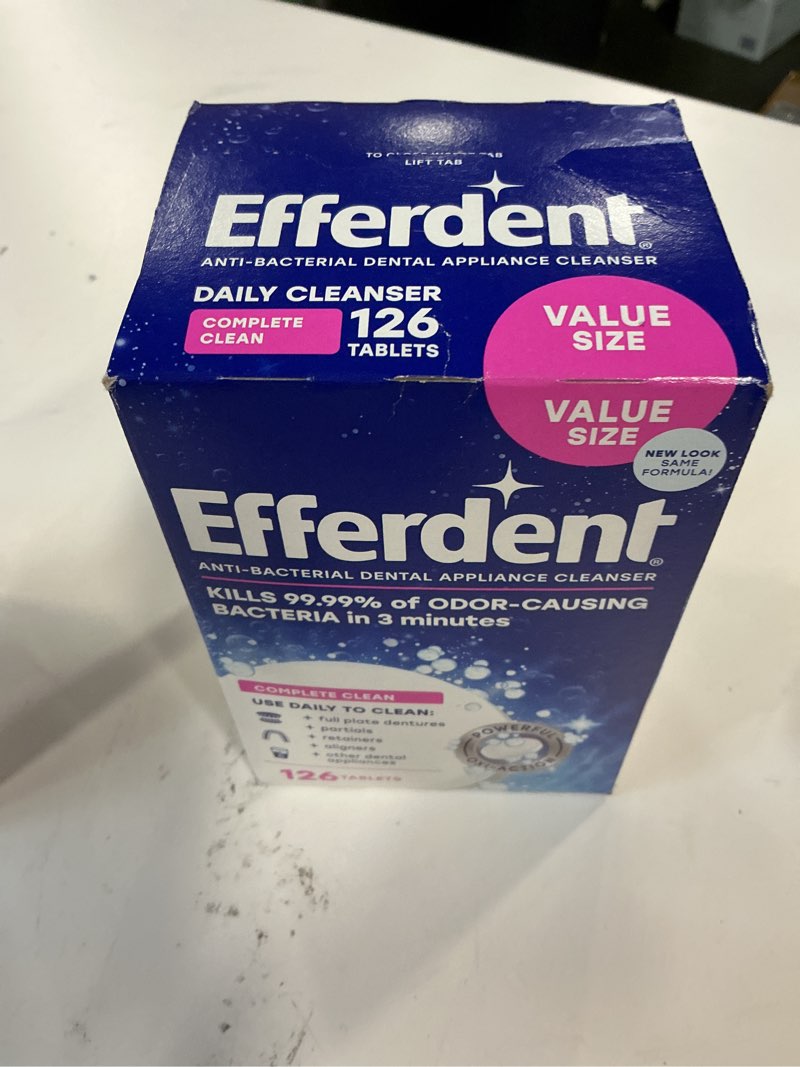 LIFT TAB
Efferdent®
ANTI-BACTERIAL DENTAL APPLIANCE CLEANSER
DAILY CLEANSER
COMPLETE
CLEAN
126
TABLETS
VALUE
SIZE
VALUE
SIZE
NEW LOOK
SAME
FORMULA!
Efferdent®
ANTI-BACTERIAL DENTAL APPLIANCE CLEANSER
KILLS 99.99% of ODOR-CAUSING
BACTERIA in 3 minutes
COMPLETE CLEAN
USE DAILY TO CLEAN:
+ full plate dentures
+ partials
+ retainers
+ aligners
+ other dental
appliances
126 TABLETS
POWERFUL
OXI-ACTION